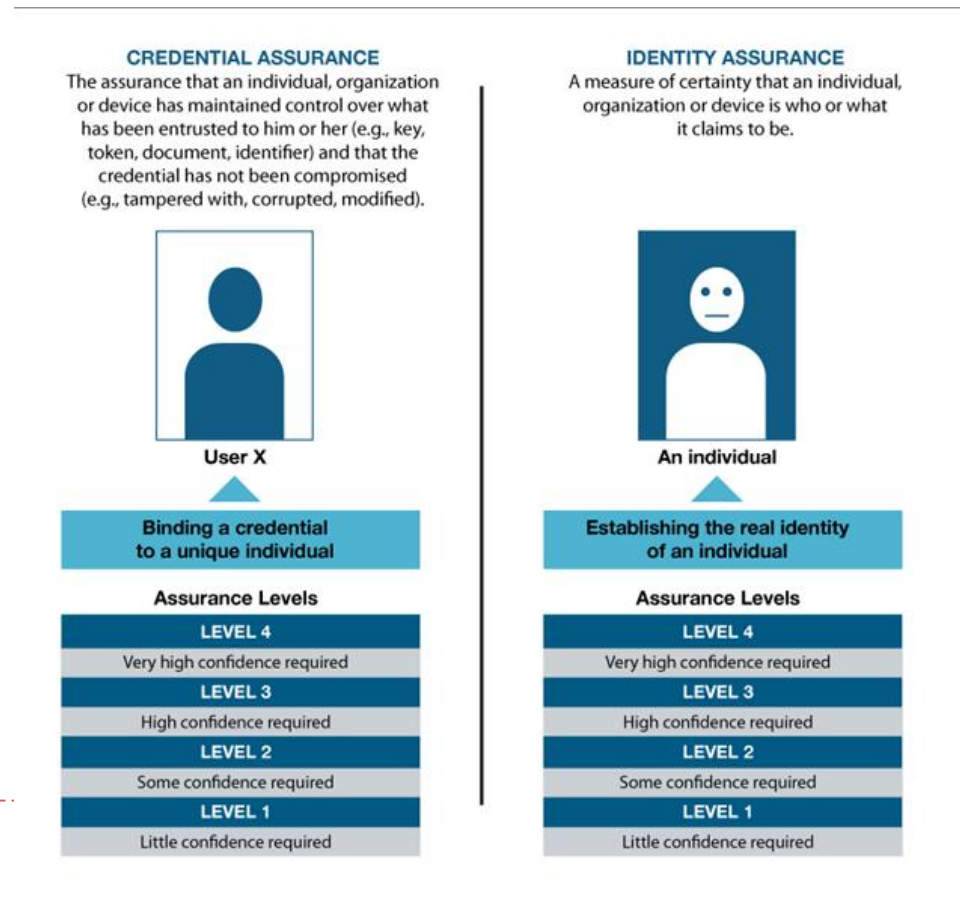 CREDENTIAL ASSURANCE
The assurance that an individual, organization
or device has maintained control over what
has been entrusted to him or her (e.g., key,
token, document, identifier) and that the
credential has not been compromised
(e.g., tampered with, corrupted, modified).
User X
Binding a credential
to a unique individual
Assurance Levels
LEVEL 4
Very high confidence required
LEVEL 3
High confidence required
LEVEL 2
Some confidence required
LEVEL 1
Little confidence required
IDENTITY ASSURANCE
A measure of certainty that an individual,
organization or device is who or what
it claims to be.
An individual
Establishing the real identity
of an individual
Assurance Levels
LEVEL 4
Very high confidence required
LEVEL 3
High confidence required
LEVEL 2
Some confidence required
LEVEL 1
Little confidence required